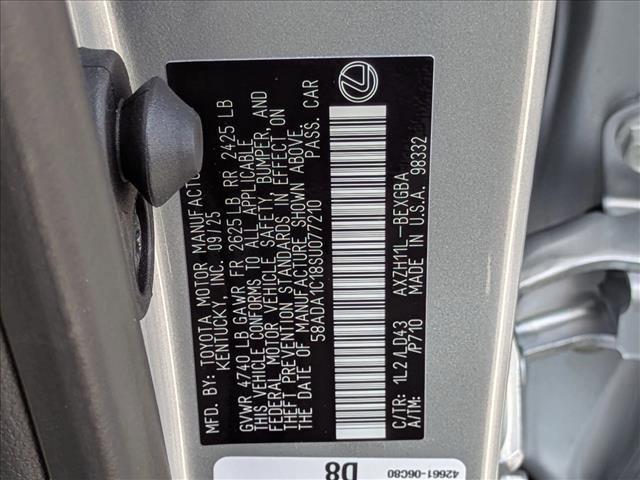 MFD. BY: TOYOTA MOTOR MANUFACTUR
KENTUCKY, INC. 09/25
GVWR 4740 LB GAWR FR 2625 LB RR 2425 LB
THIS VEHICLE CONFORMS TO ALL APPLICABLE
FEDERAL MOTOR VEHICLE SAFETY, BUMPER, AND
THEFT PREVENTION STANDARDS IN EFFECT ON
THE DATE OF MANUFACTURE SHOWN ABOVE.
58ADA1C18SU077210 PASS. CAR
C/TR: 1L2/LD43 AXZH11L-BEXGBA
A/TM: /P710 MADE IN U.S.A. 98332
D8
42661-06C80